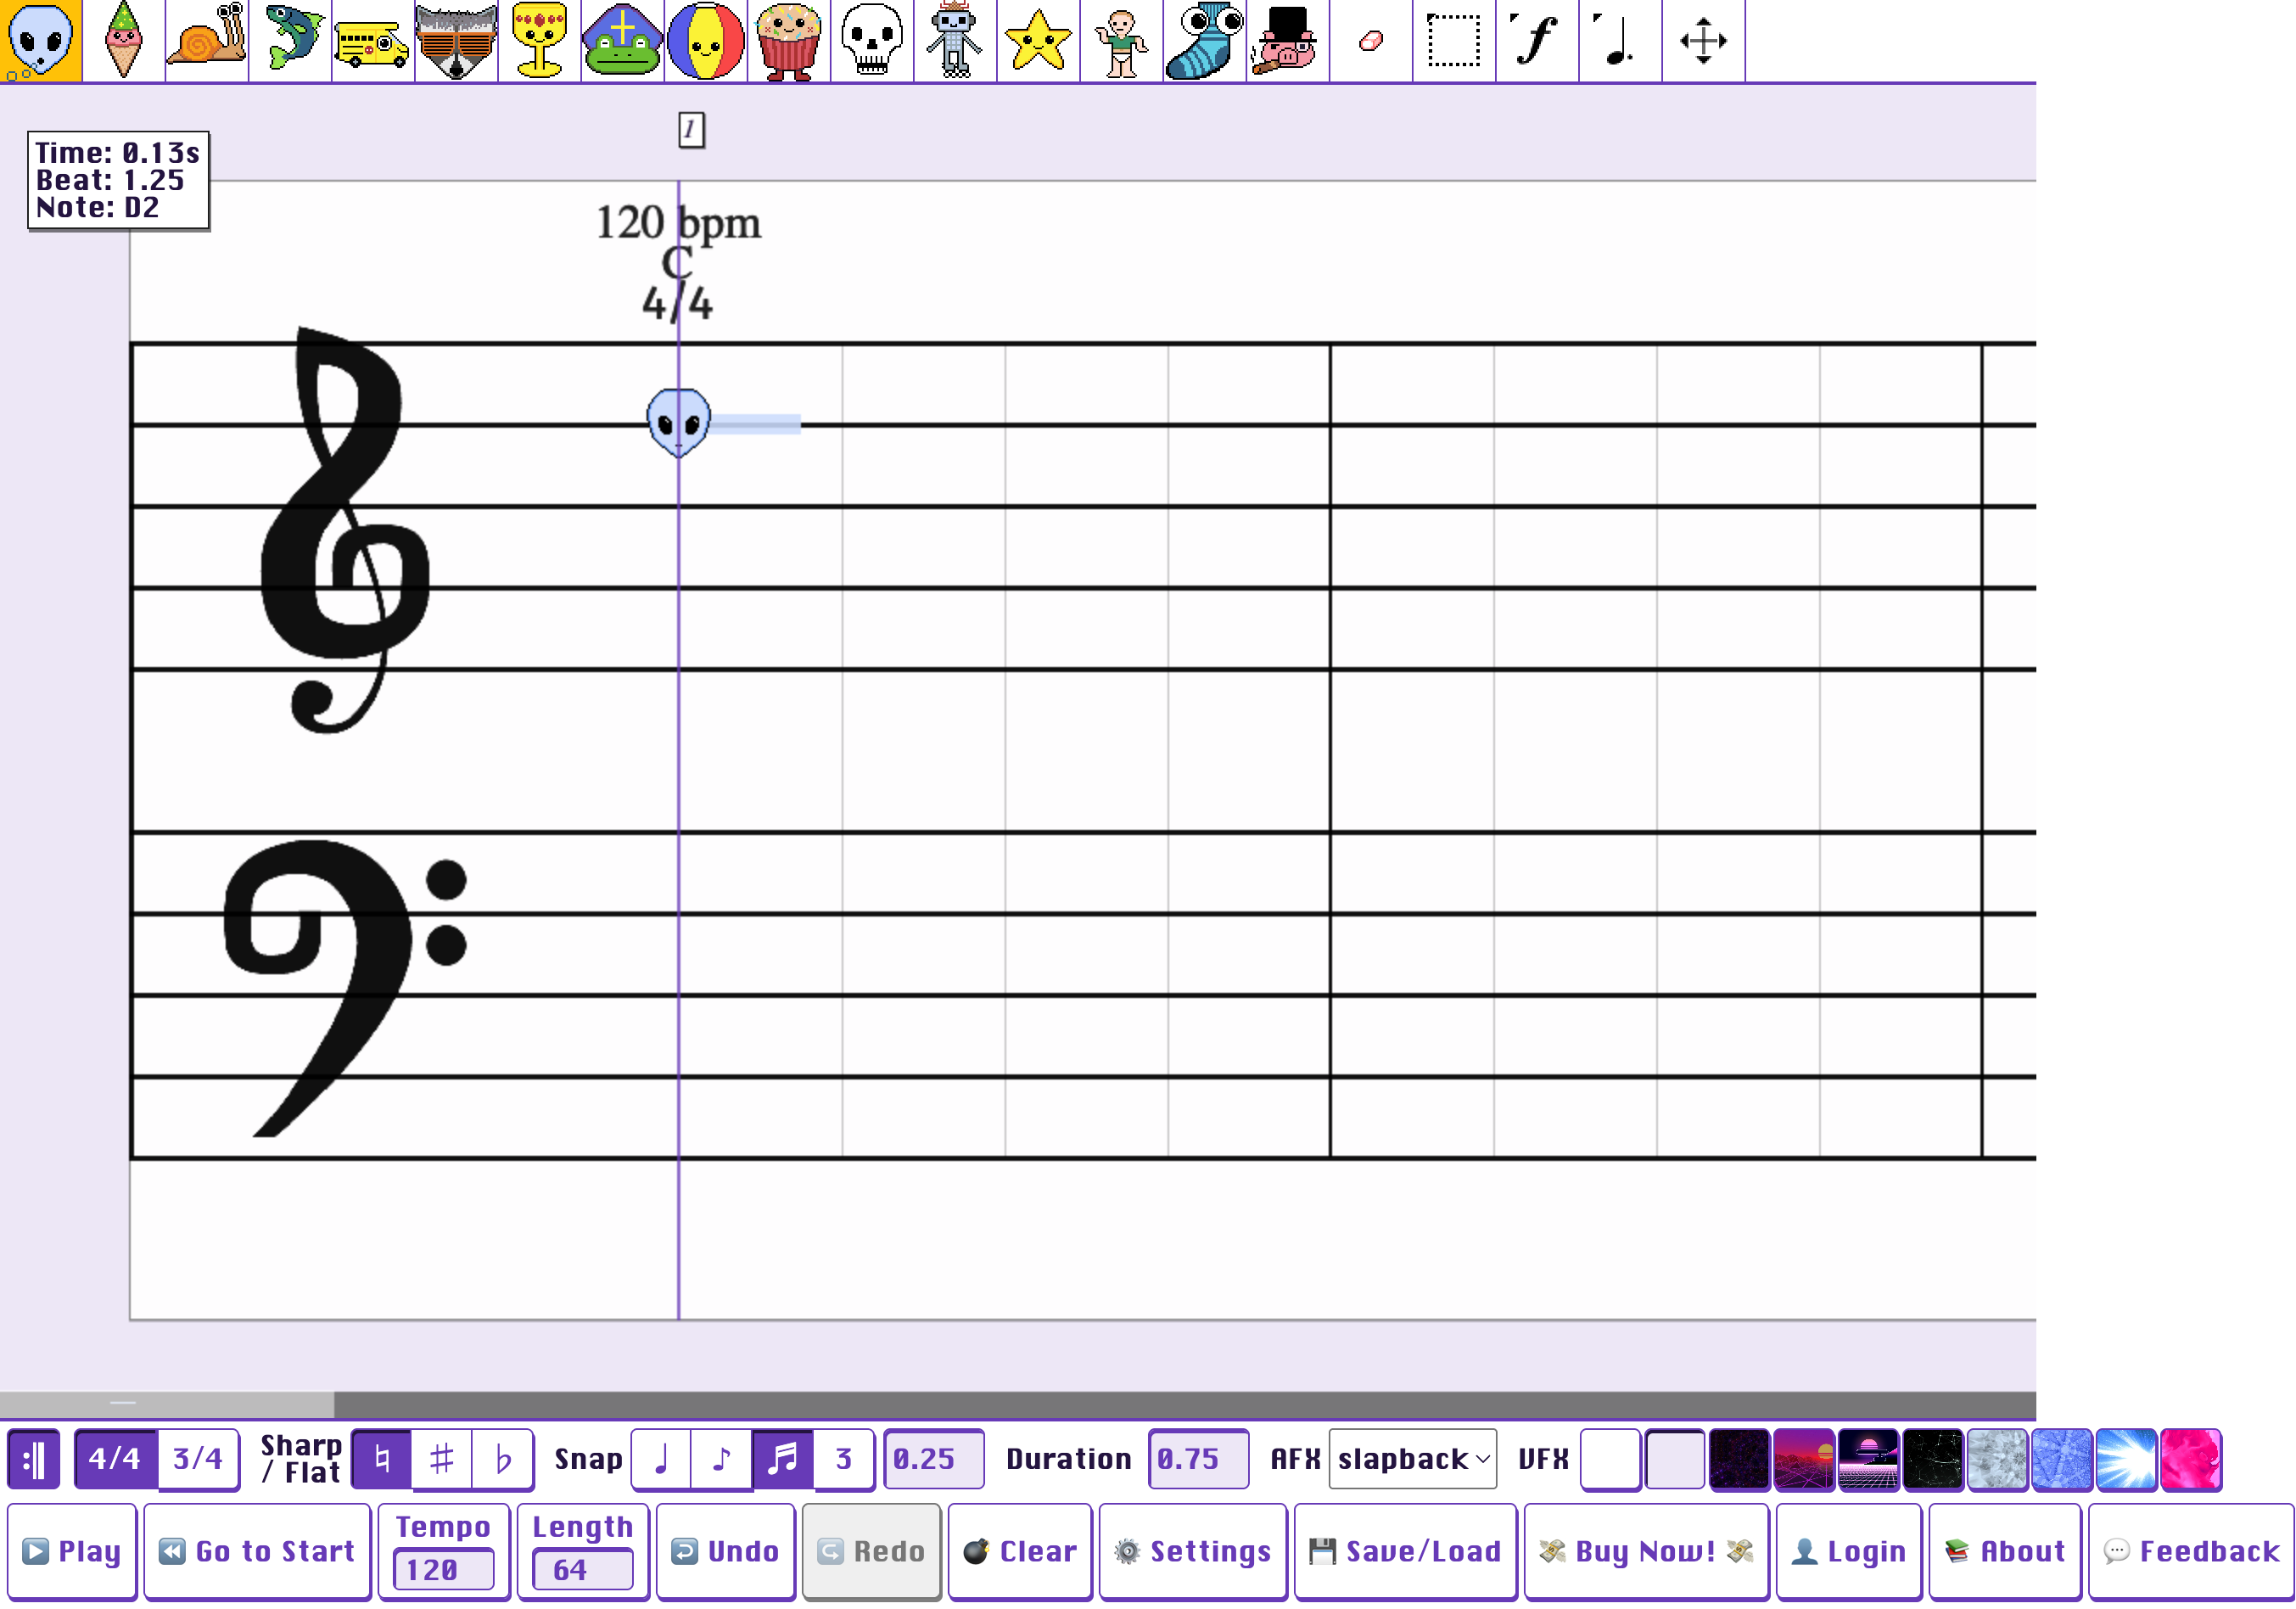 1
Time: 0.13s
Beat: 1.25
Note: D2
120 bpm
C
4/4
4/4
3/4
Sharp
/ Flat
Snap
3
0.25
Duration
0.75
AFX
slapback
VFX
Play
Go to Start
Tempo
120
Length
64
Undo
Redo
Clear
Settings
Save/Load
Buy Now!
Login
About
Feedback